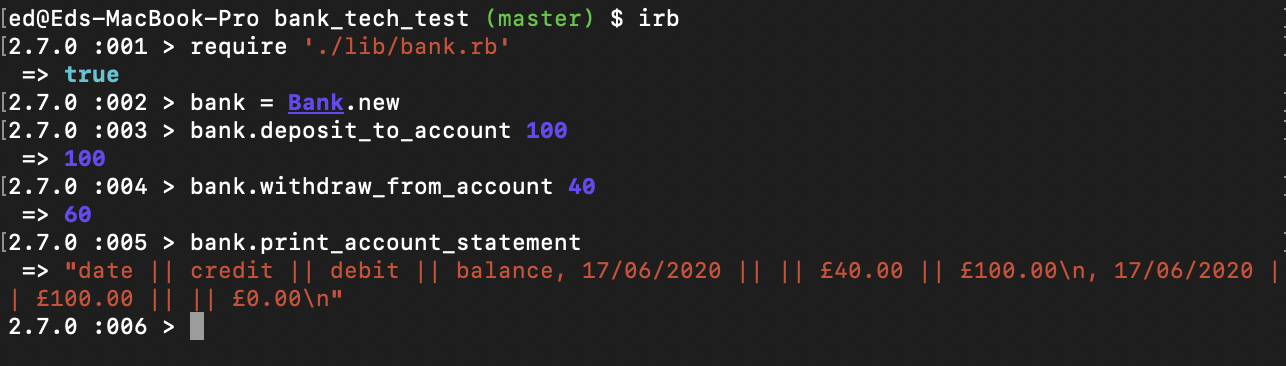 [ed@Eds-MacBook-Pro bank_tech_test (master) $ irb
[2.7.0 :001 > require './lib/bank.rb'
 => true
[2.7.0 :002 > bank = Bank.new
[2.7.0 :003 > bank.deposit_to_account 100
 => 100
[2.7.0 :004 > bank.withdraw_from_account 40
 => 60
[2.7.0 :005 > bank.print_account_statement
 => "date || credit || debit || balance, 17/06/2020 || || £40.00 || £100.00\n, 17/06/2020 |
| £100.00 || || £0.00\n"
2.7.0 :006 >